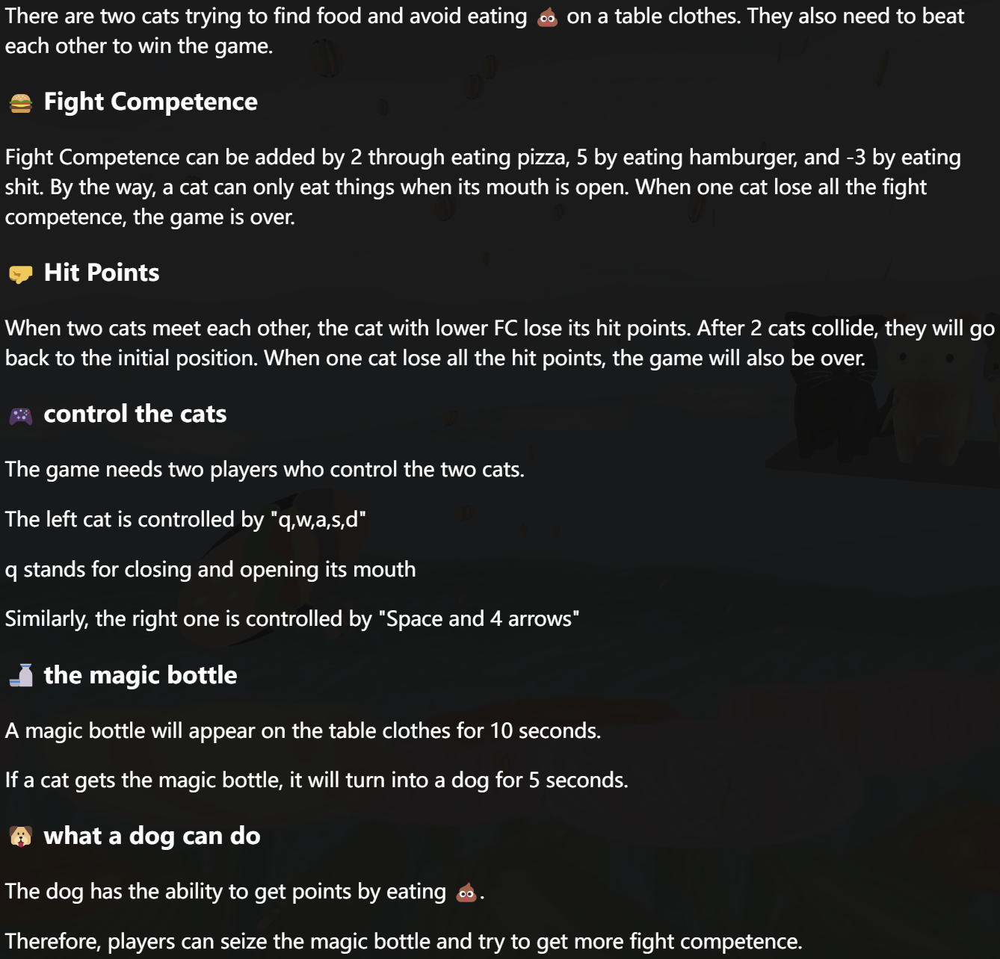 There are two cats trying to find food and avoid eating 💩 on a table clothes. They also need to beat
each other to win the game.
🍔 Fight Competence
Fight Competence can be added by 2 through eating pizza, 5 by eating hamburger, and -3 by eating
shit. By the way, a cat can only eat things when its mouth is open. When one cat lose all the fight
competence, the game is over.
🤛 Hit Points
When two cats meet each other, the cat with lower FC lose its hit points. After 2 cats collide, they will go
back to the initial position. When one cat lose all the hit points, the game will also be over.
🎮 control the cats
The game needs two players who control the two cats.
The left cat is controlled by "q,w,a,s,d"
q stands for closing and opening its mouth
Similarly, the right one is controlled by "Space and 4 arrows"
🍶 the magic bottle
A magic bottle will appear on the table clothes for 10 seconds.
If a cat gets the magic bottle, it will turn into a dog for 5 seconds.
🐶 what a dog can do
The dog has the ability to get points by eating 💩.
Therefore, players can seize the magic bottle and try to get more fight competence.